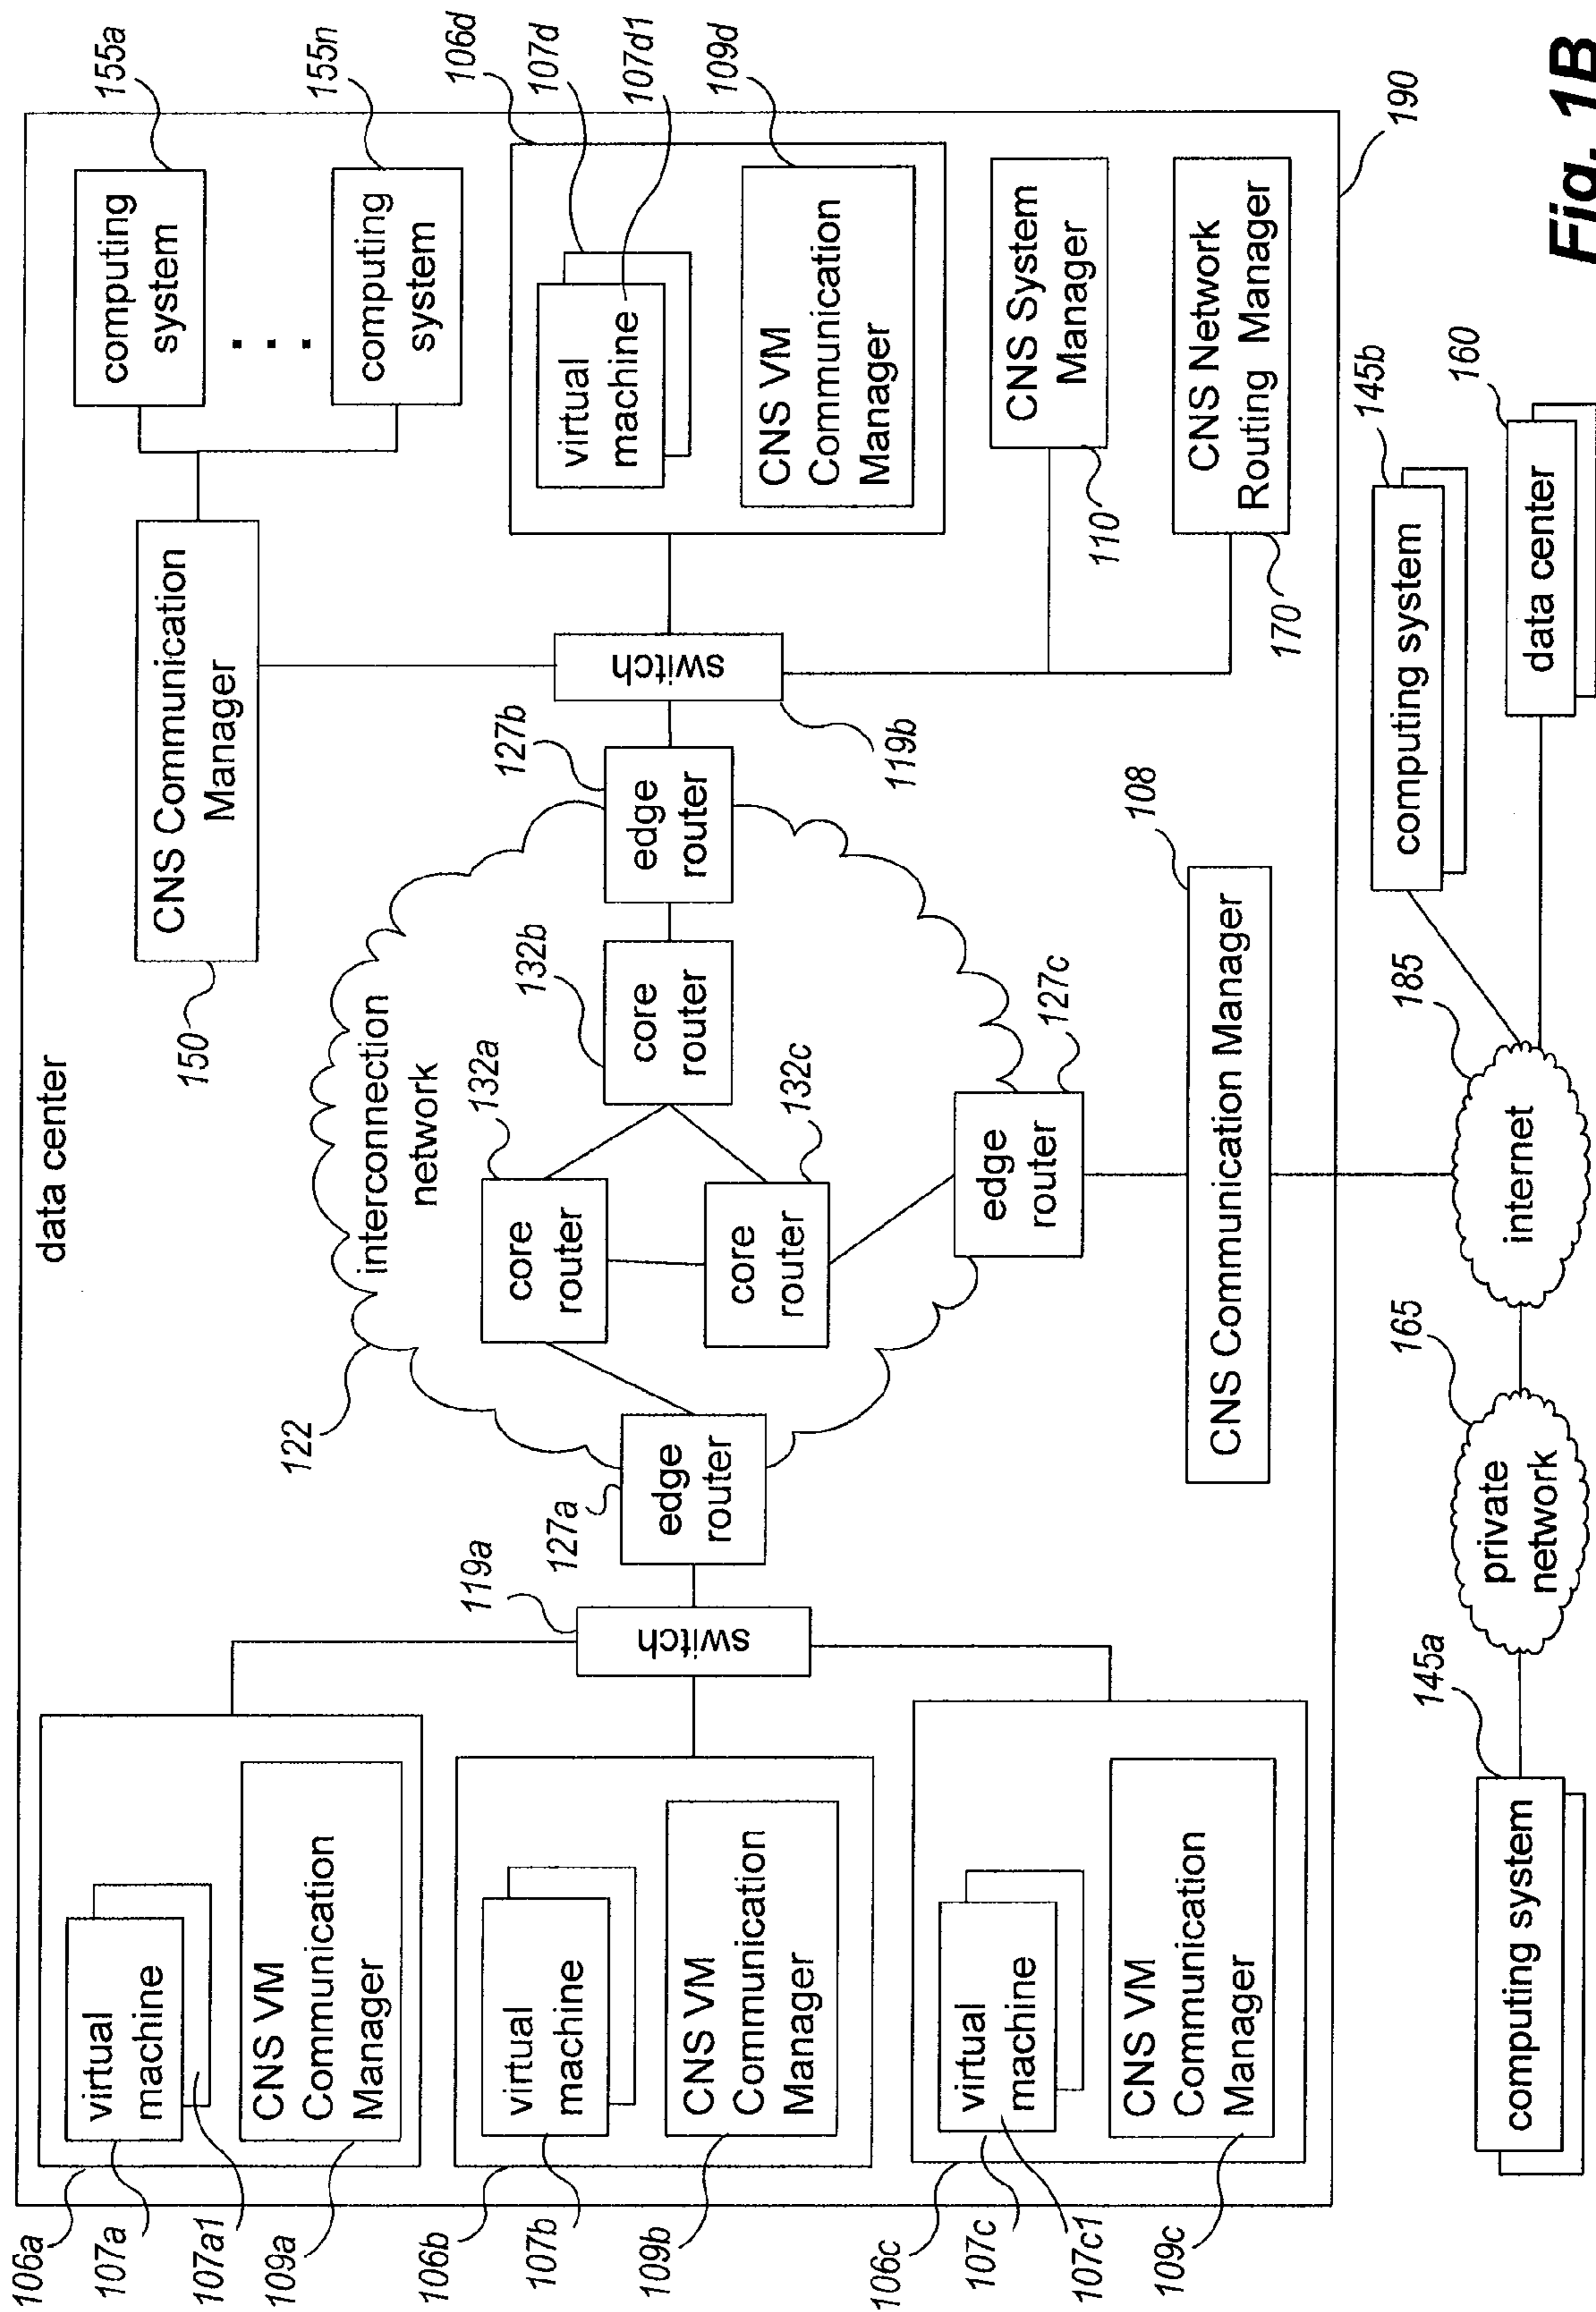 data center
106a
107a
107a1
109a
virtual
machine
CNS VM
Communication
Manager
106b
107b
109b
virtual
machine
CNS VM
Communication
Manager
106c
107c
107c1
109c
virtual
machine
CNS VM
Communication
Manager
119a
switch
127a
edge
router
122
interconnection
network
132a
core
router
132b
core
router
132c
core
router
127b
edge
router
127c
edge
router
119b
switch
150
CNS Communication
Manager
155a
computing
system
155n
computing
system
106d
107d
107d1
109d
virtual
machine
CNS VM
Communication
Manager
110
CNS System
Manager
170
CNS Network
Routing Manager
190
108
CNS Communication Manager
145a
computing system
165
private
network
185
internet
145b
computing system
160
data center
Fig. 1B